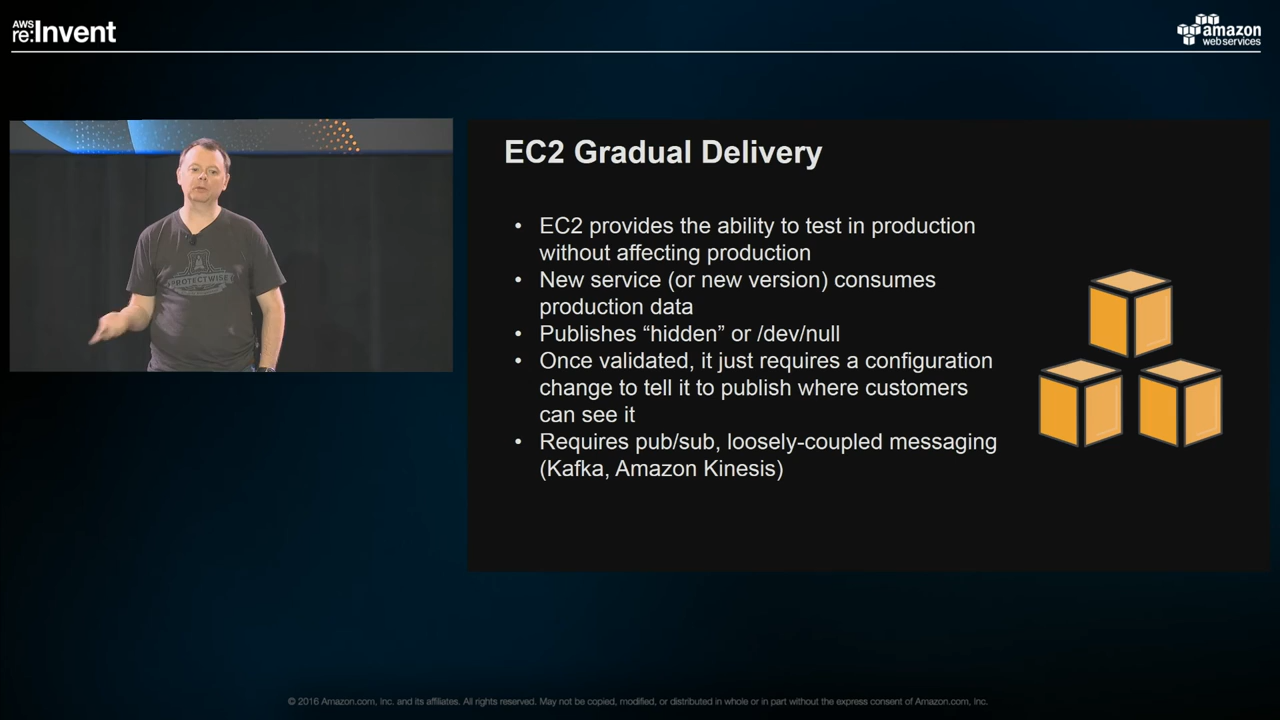 AWS
re:Invent
amazon
web services
PROTECTWISE
EC2 Gradual Delivery
• EC2 provides the ability to test in production
without affecting production
• New service (or new version) consumes
production data
• Publishes “hidden” or /dev/null
• Once validated, it just requires a configuration
change to tell it to publish where customers
can see it
• Requires pub/sub, loosely-coupled messaging
(Kafka, Amazon Kinesis)
© 2016 Amazon.com, Inc. and its affiliates. All rights reserved. May not be copied, modified, or distributed in whole or in part without the express consent of Amazon.com, Inc.